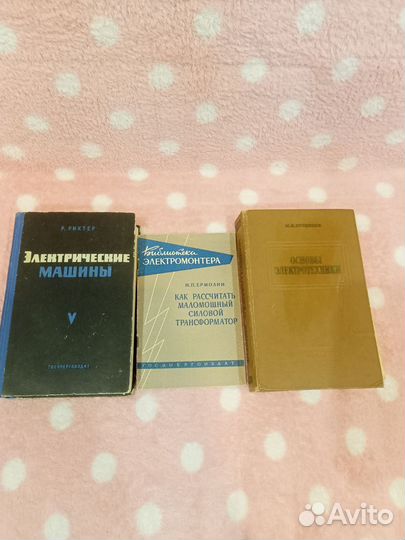 Р. РИХТЕР
ЭЛЕКТРИЧЕСКИЕ
МАШИНЫ
V
ГОСЭНЕРГОИЗДАТ
Библиотека
ЭЛЕКТРОМОНТЕРА
Н.П.ЕРМОЛИН
КАК РАССЧИТАТЬ
МАЛОМОЩНЫЙ
СИЛОВОЙ
ТРАНСФОРМАТОР
ГОСЭНЕРГОИЗДАТ
ОСНОВЫ
ЭЛЕКТРОТЕХНИКИ
Avito